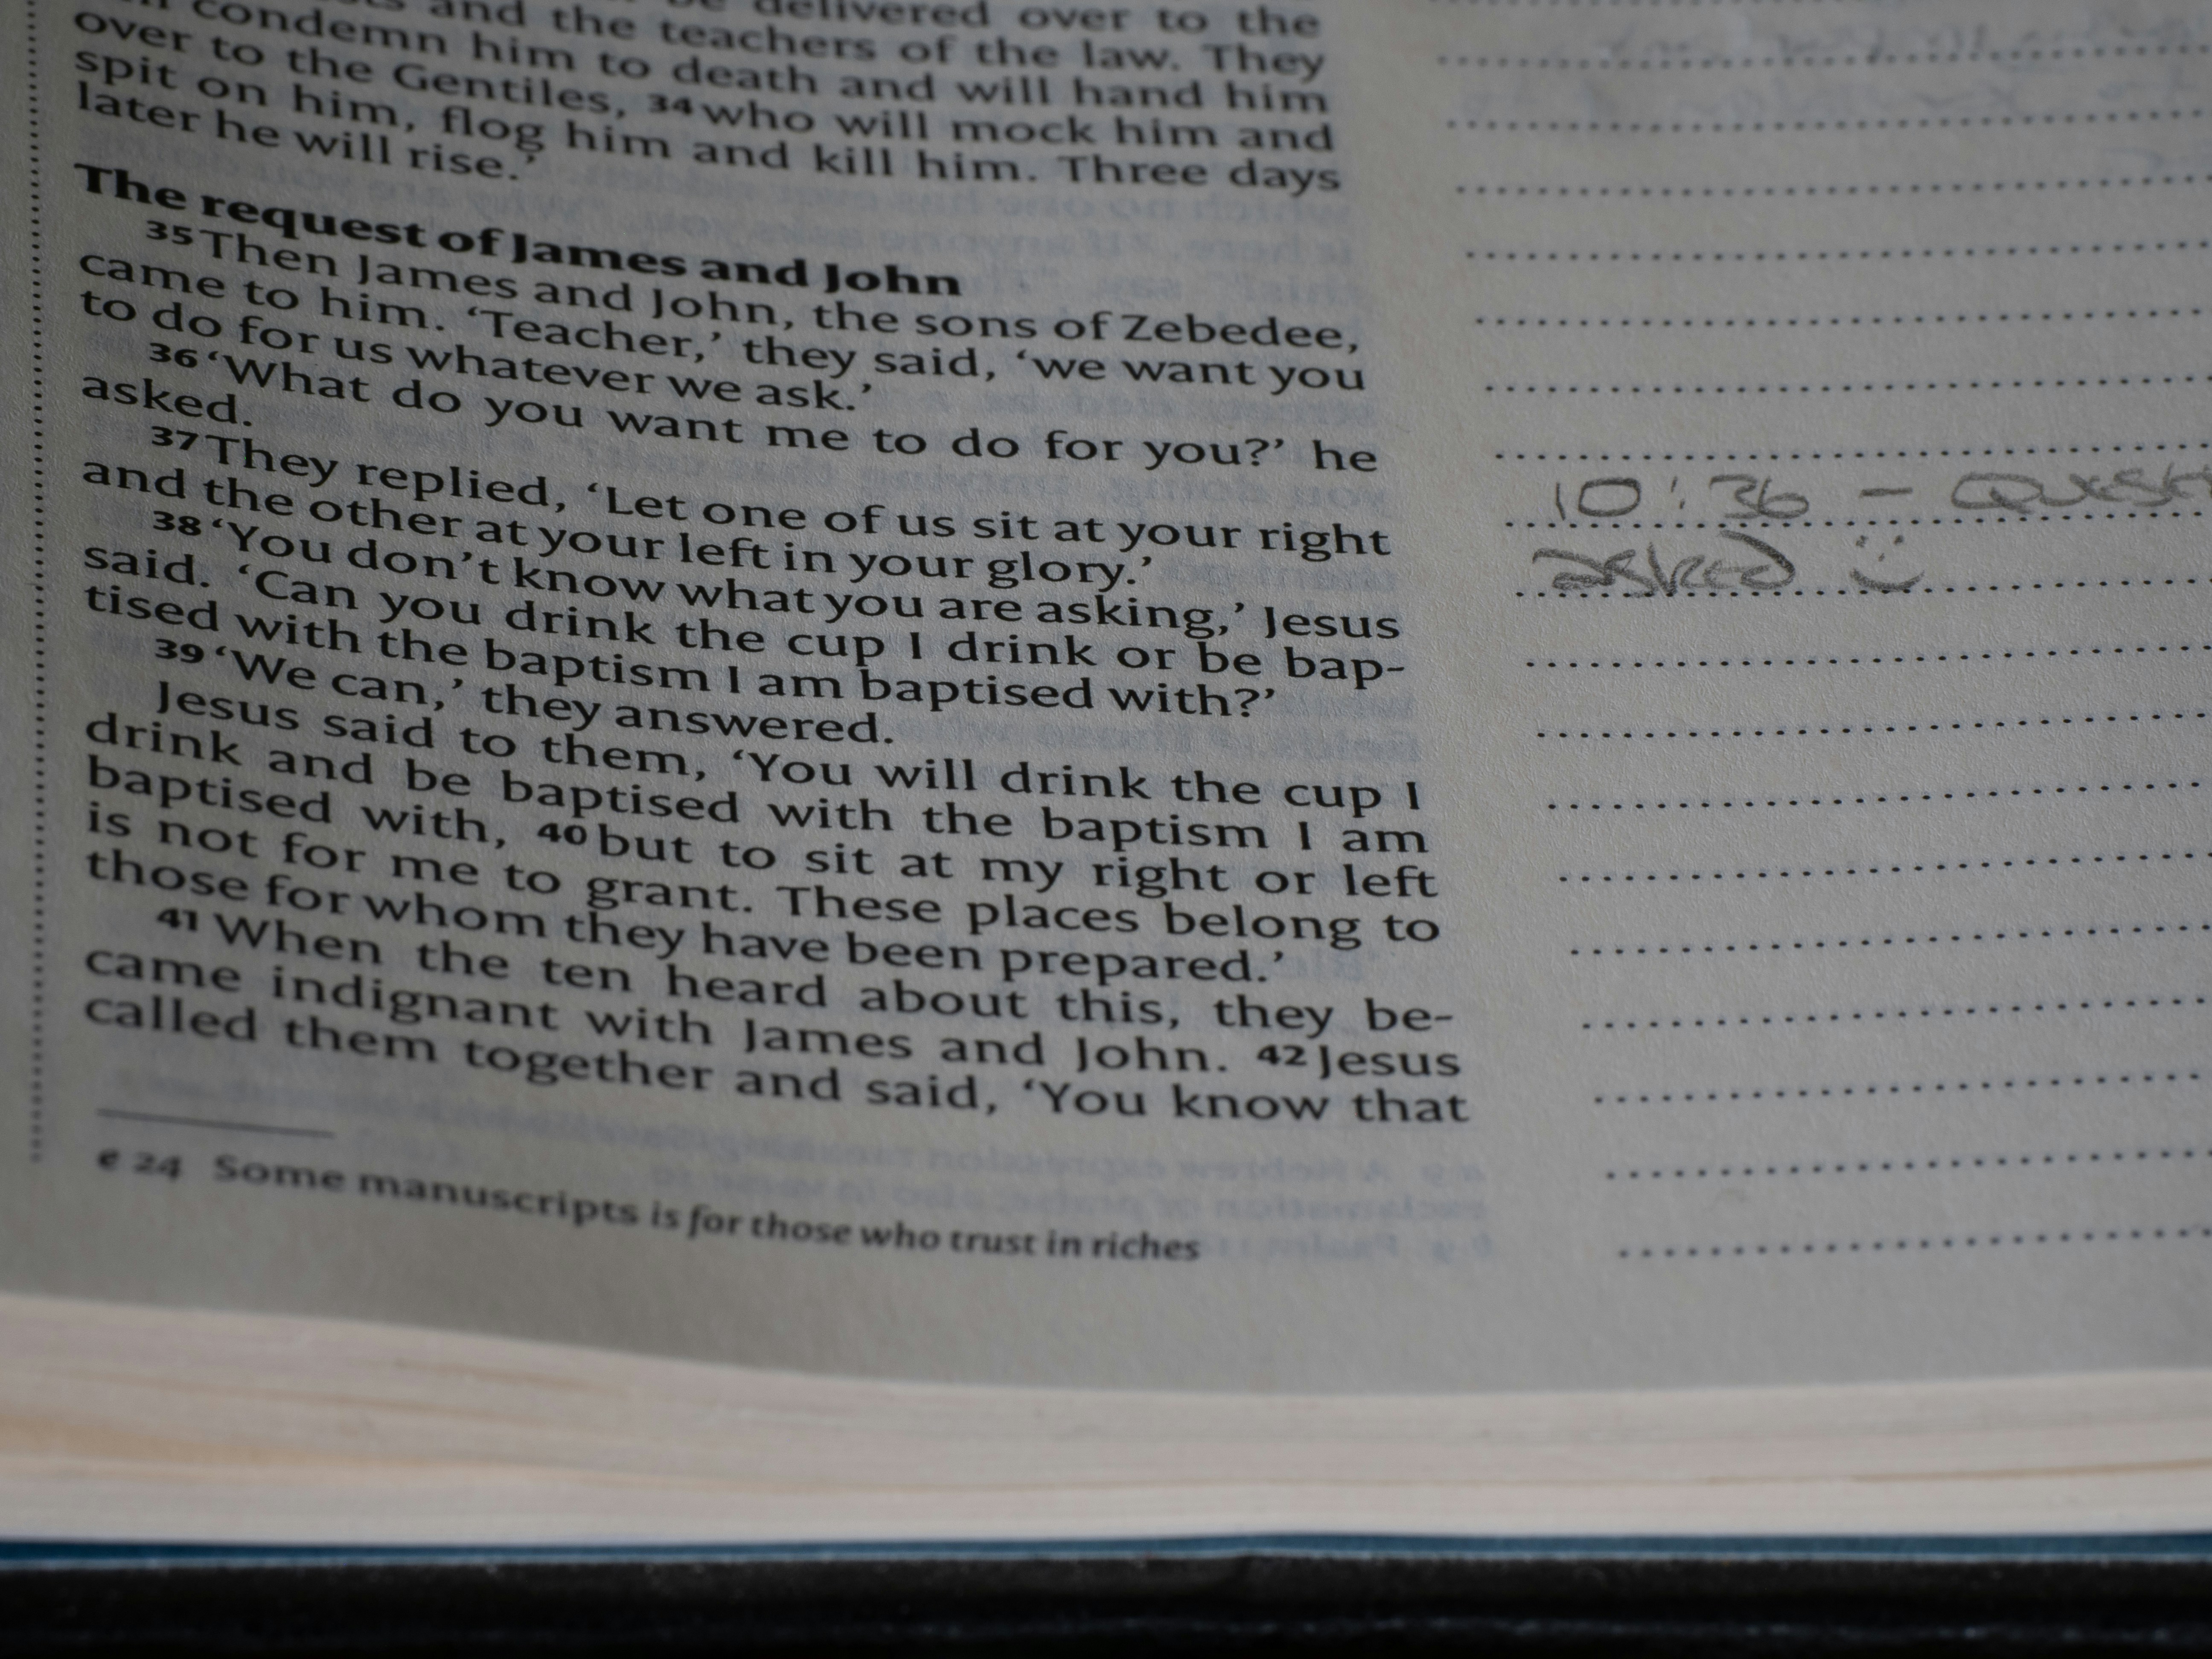 and the teachers of the law. They
condemn him to death and will hand him
over to the Gentiles, 34 who will mock him and
spit on him, flog him and kill him. Three days
later he will rise.’
The request of James and John
35 Then James and John, the sons of Zebedee,
came to him. ‘Teacher,’ they said, ‘we want you
to do for us whatever we ask.’
36 ‘What do you want me to do for you?’ he
asked.
37 They replied, ‘Let one of us sit at your right
and the other at your left in your glory.’
38 ‘You don’t know what you are asking,’ Jesus
said. ‘Can you drink the cup I drink or be bap-
tised with the baptism I am baptised with?’
39 ‘We can,’ they answered.
Jesus said to them, ‘You will drink the cup I
drink and be baptised with the baptism I am
baptised with, 40 but to sit at my right or left
is not for me to grant. These places belong to
those for whom they have been prepared.’
41 When the ten heard about this, they be-
came indignant with James and John. 42 Jesus
called them together and said, ‘You know that
e 24 Some manuscripts is for those who trust in riches
10:36 -
asked